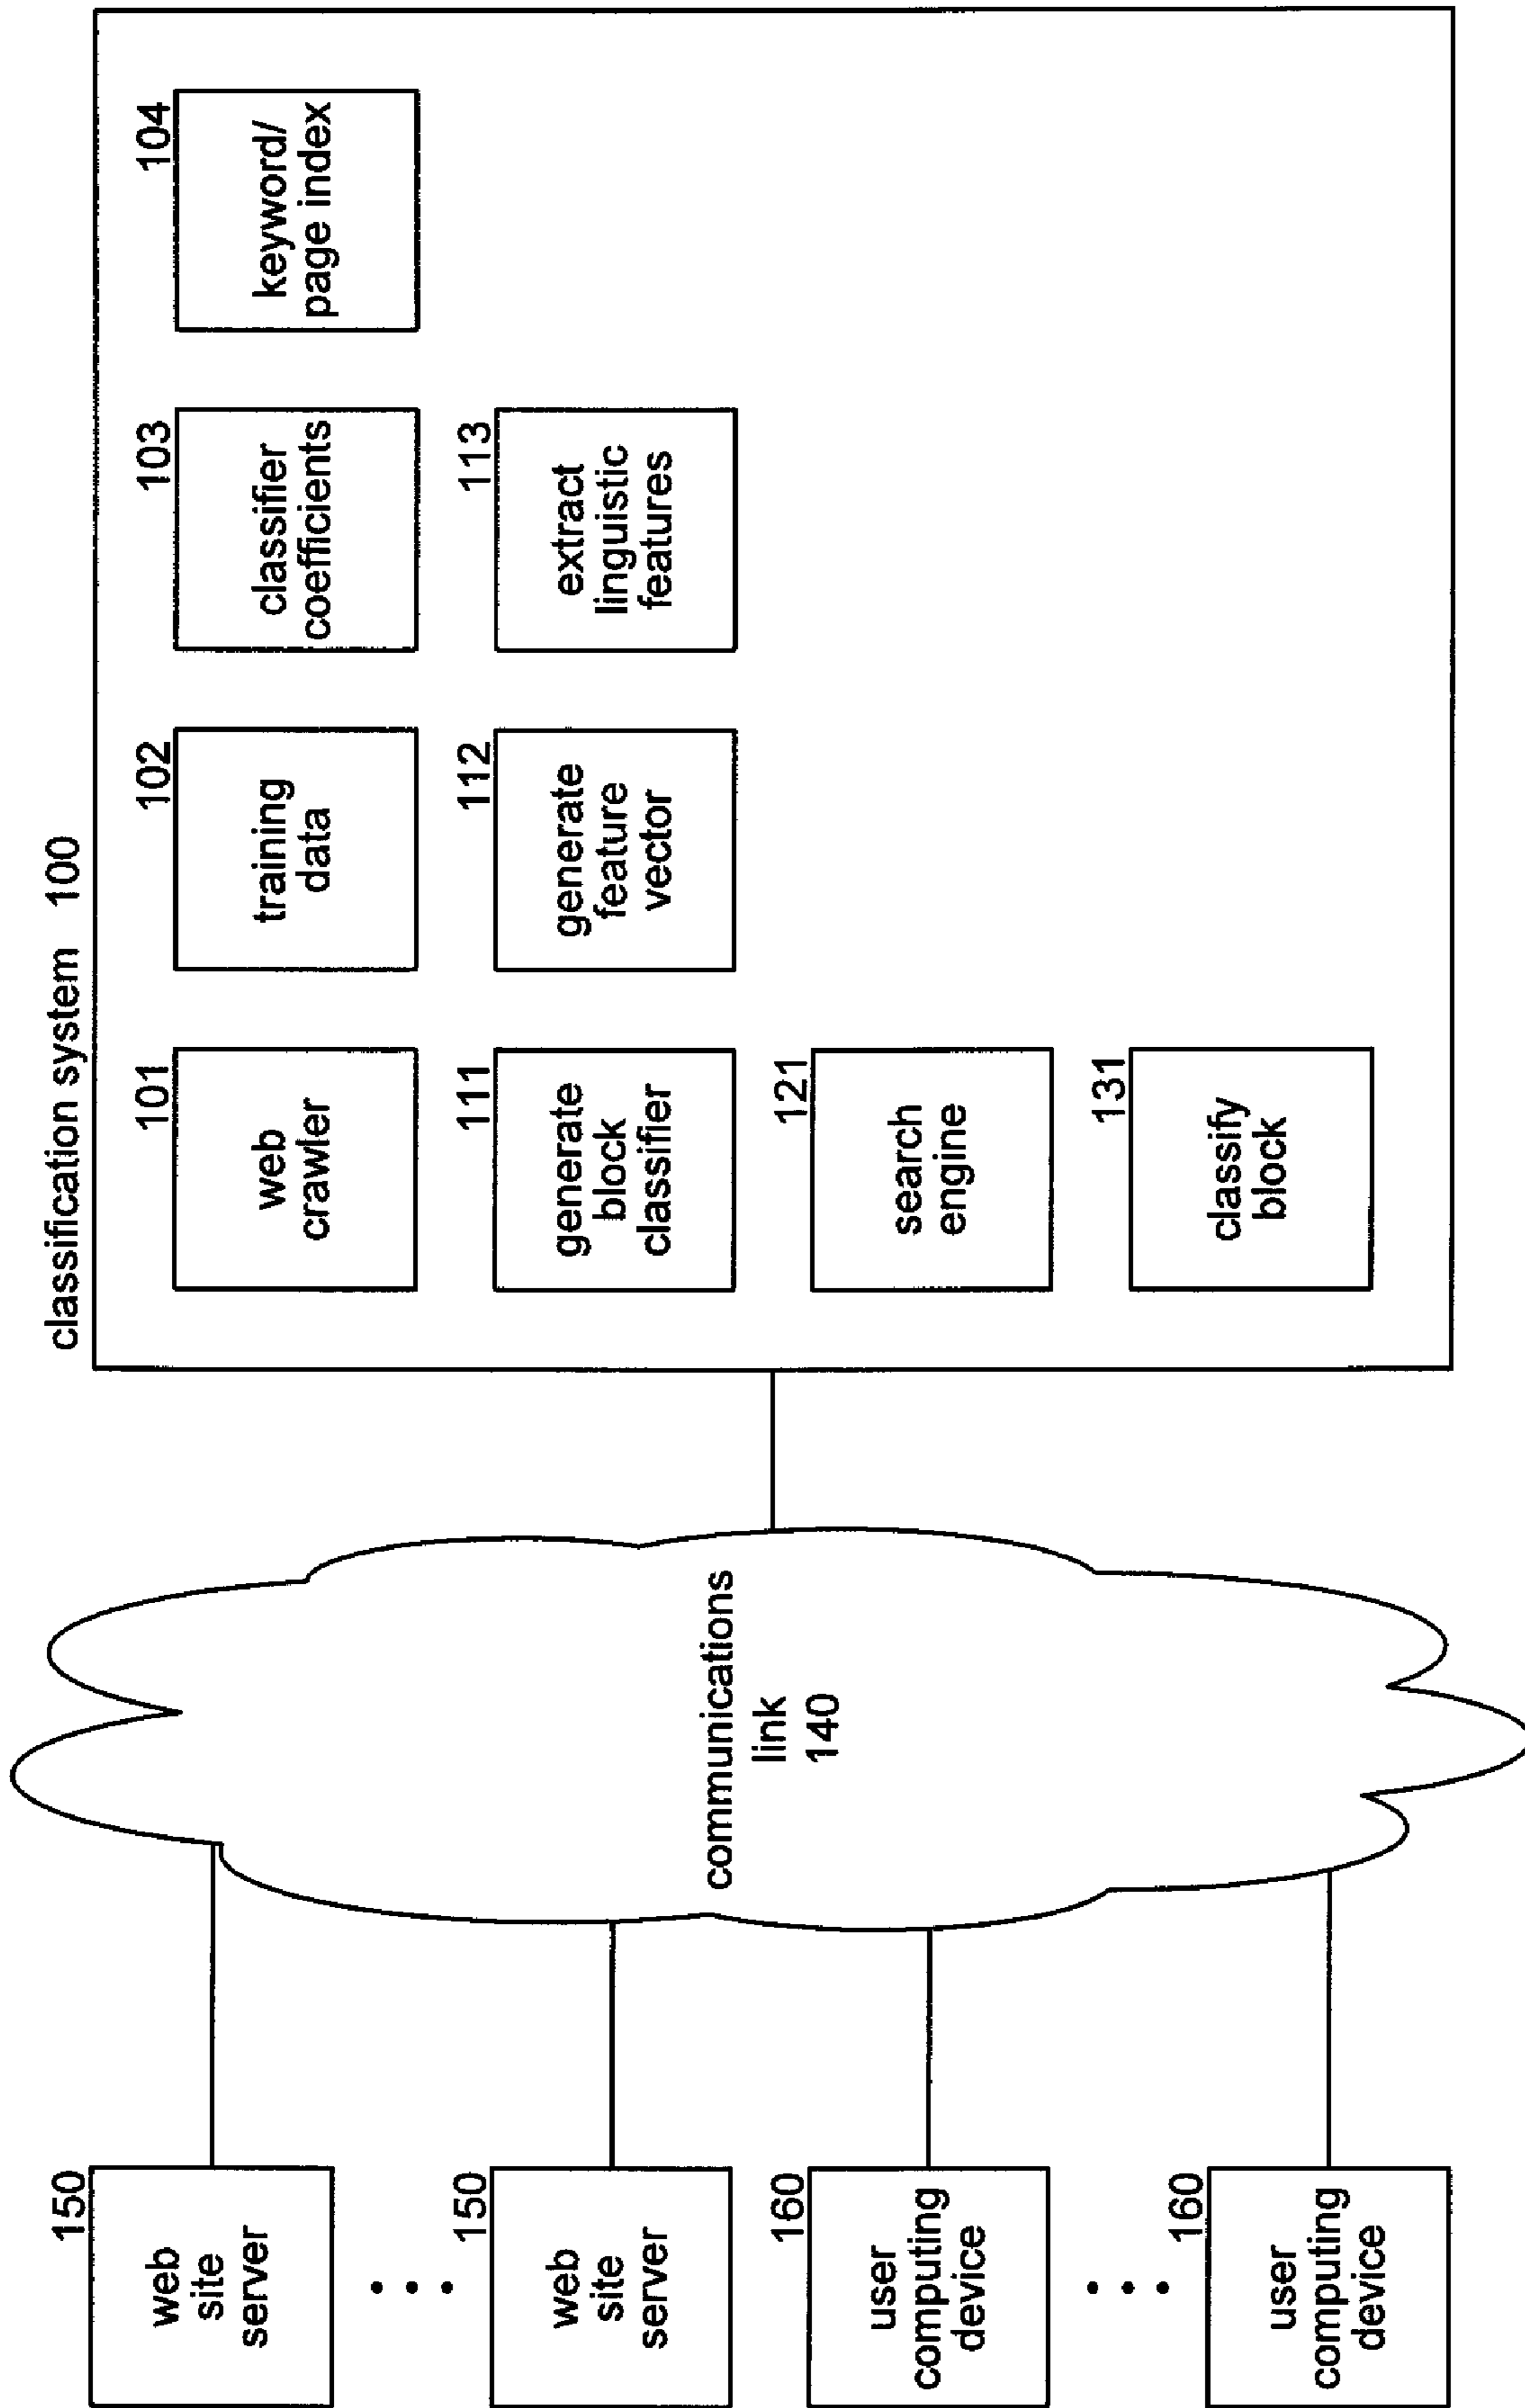 classification system 100
101
web
crawler
102
training
data
103
classifier
coefficients
104
keyword/
page index
111
generate
block
classifier
112
generate
feature
vector
113
extract
linguistic
features
121
search
engine
131
classify
block
communications
link
140
150
web
site
server
150
web
site
server
160
user
computing
device
160
user
computing
device